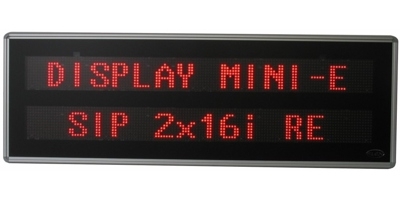 DISPLAY MINI-E
SIP 2x16i RE